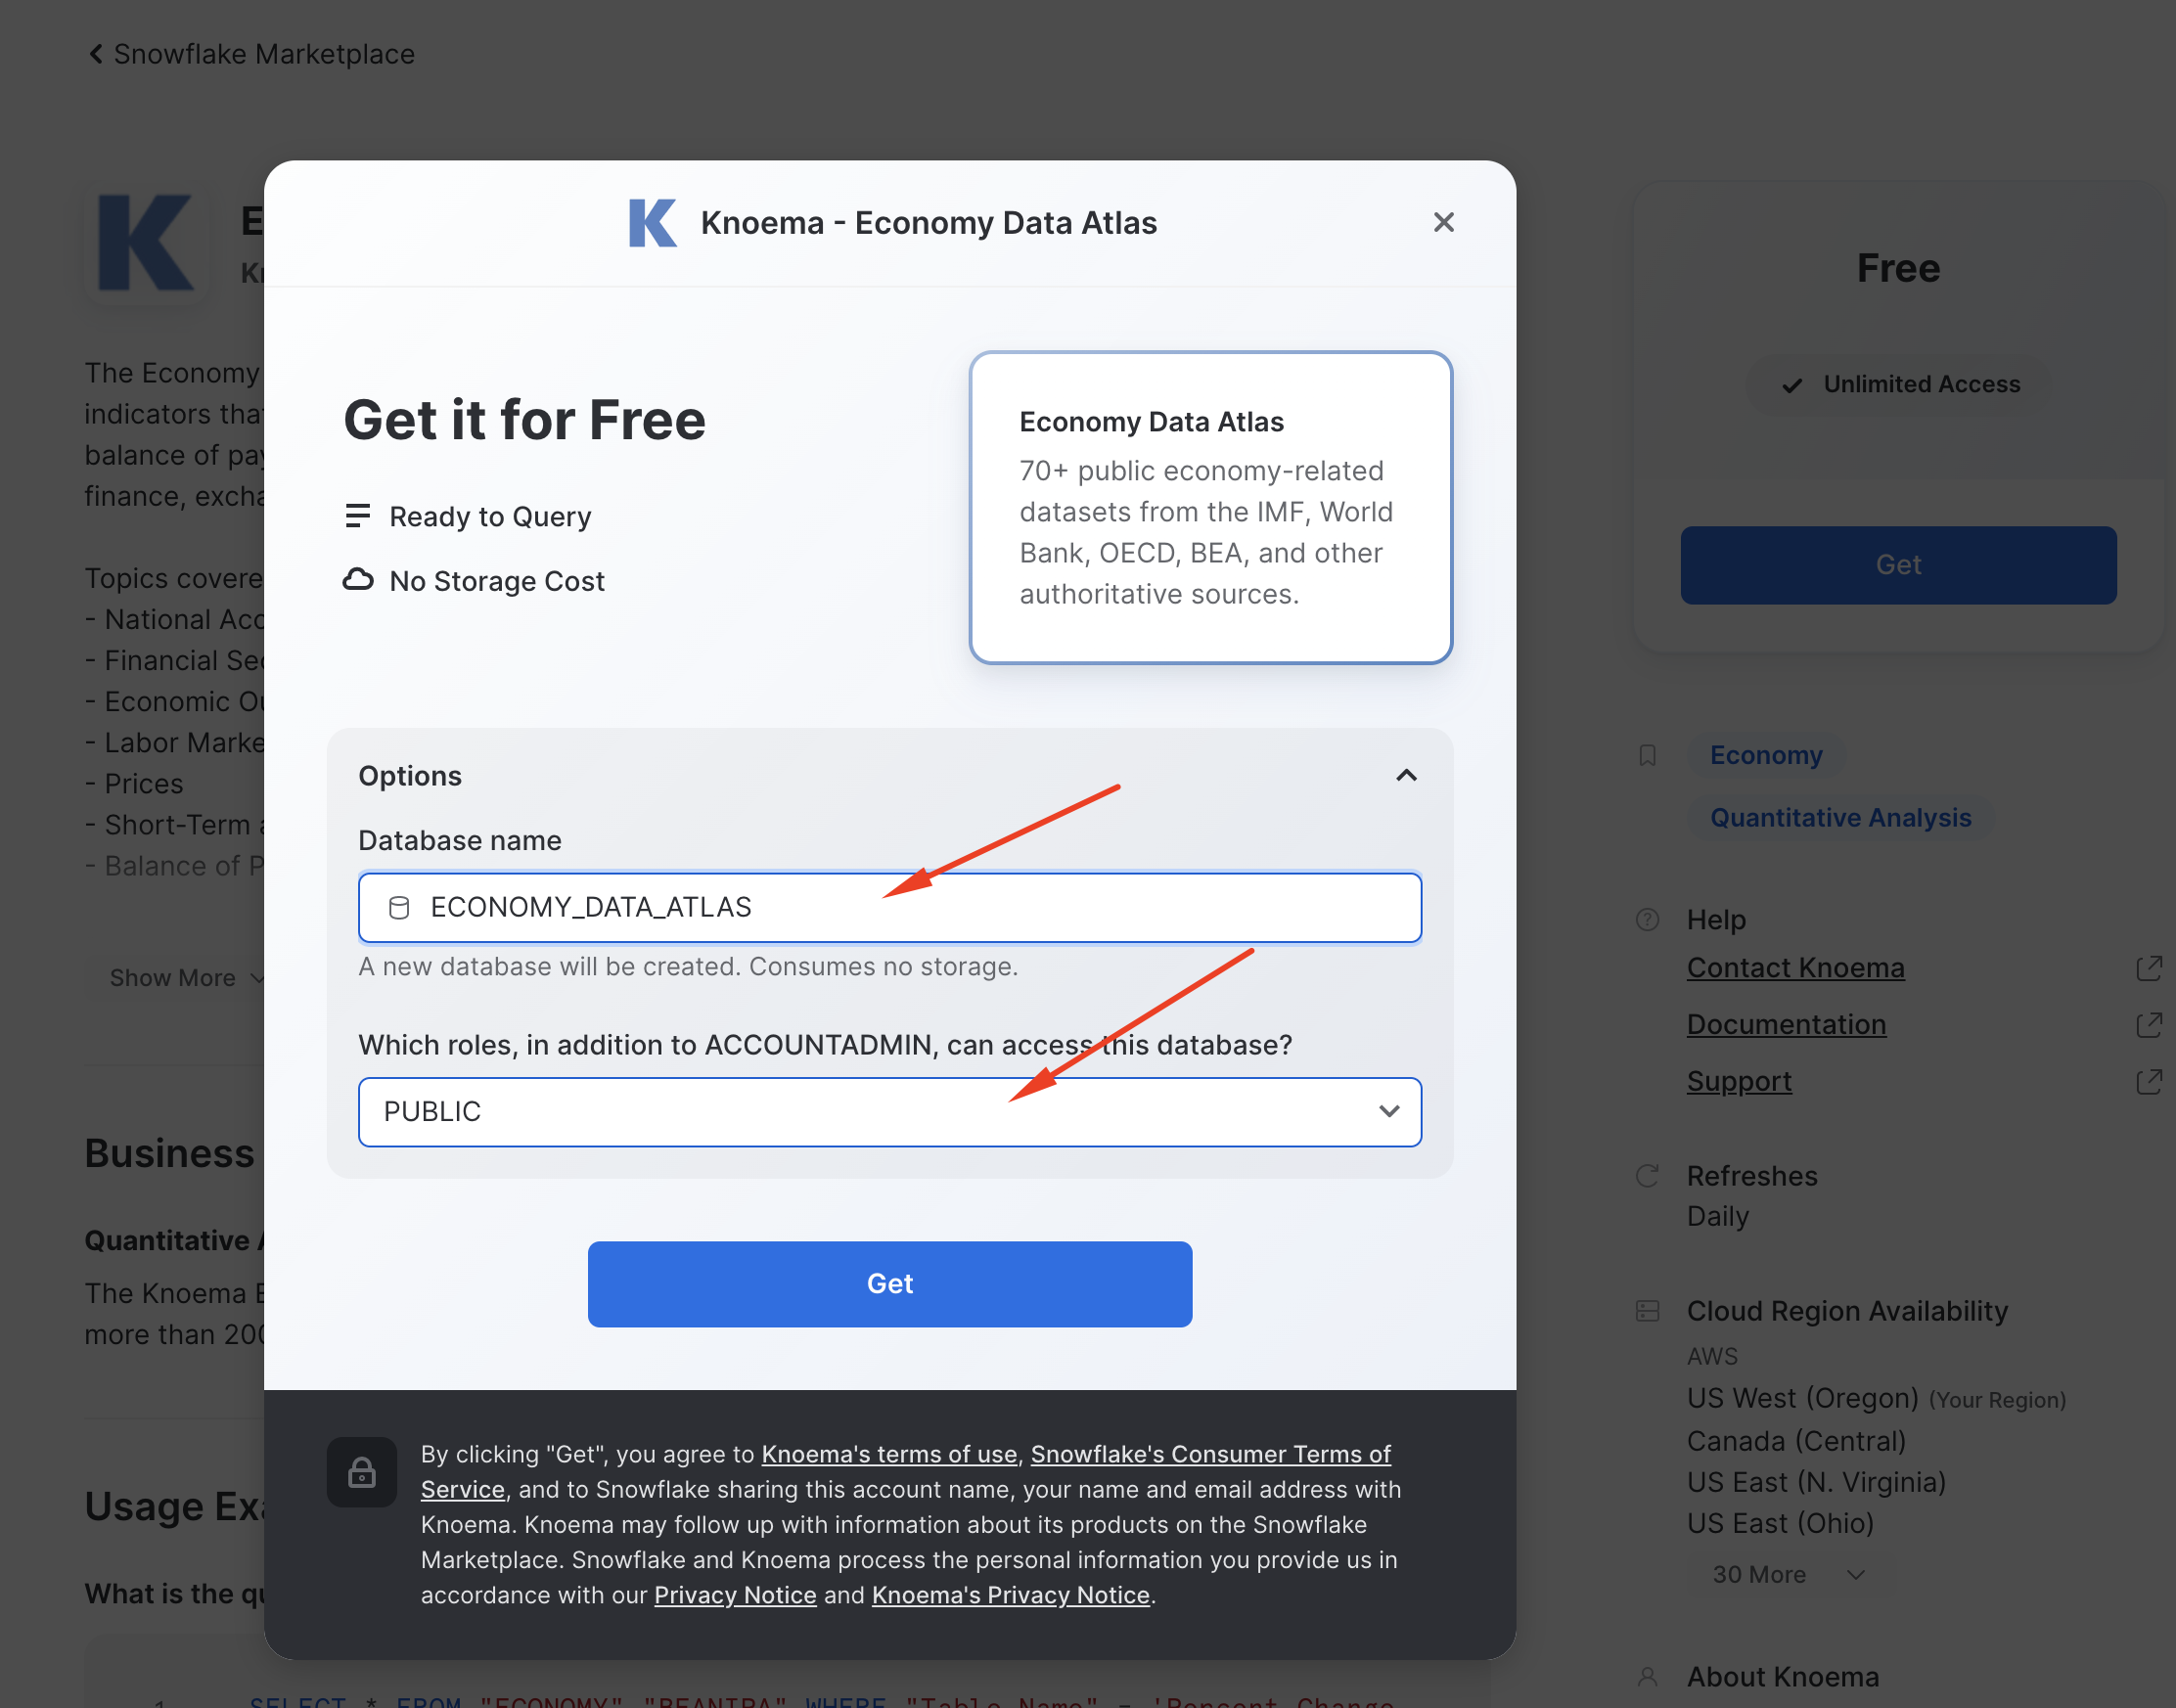 Snowflake Marketplace
Knoema - Economy Data Atlas
Get it for Free
Ready to Query
No Storage Cost
Economy Data Atlas
70+ public economy-related
datasets from the IMF, World
Bank, OECD, BEA, and other
authoritative sources.
Options
Database name
ECONOMY_DATA_ATLAS
A new database will be created. Consumes no storage.
Which roles, in addition to ACCOUNTADMIN, can access this database?
PUBLIC
Get
By clicking "Get", you agree to Knoema's terms of use, Snowflake's Consumer Terms of
Service, and to Snowflake sharing this account name, your name and email address with
Knoema. Knoema may follow up with information about its products on the Snowflake
Marketplace. Snowflake and Knoema process the personal information you provide us in
accordance with our Privacy Notice and Knoema's Privacy Notice.
The Economy
indicators
balance of
finance,
Topics
- National
- Financial
- Economic
- Labor
- Prices
- Short-Term
- Balance of
Show More
Business
Quantitative
The Knoema
more than
Usage
What is the
1 SELECT * FROM "ECONOMY"."BEANIPA" WHERE "Table Name" = 'Percent Change
Free
Unlimited Access
Get
Economy
Quantitative Analysis
Help
Contact Knoema
Documentation
Support
Refreshes
Daily
Cloud Region Availability
AWS
US West (Oregon) (Your Region)
Canada (Central)
US East (N. Virginia)
US East (Ohio)
30 More
About Knoema